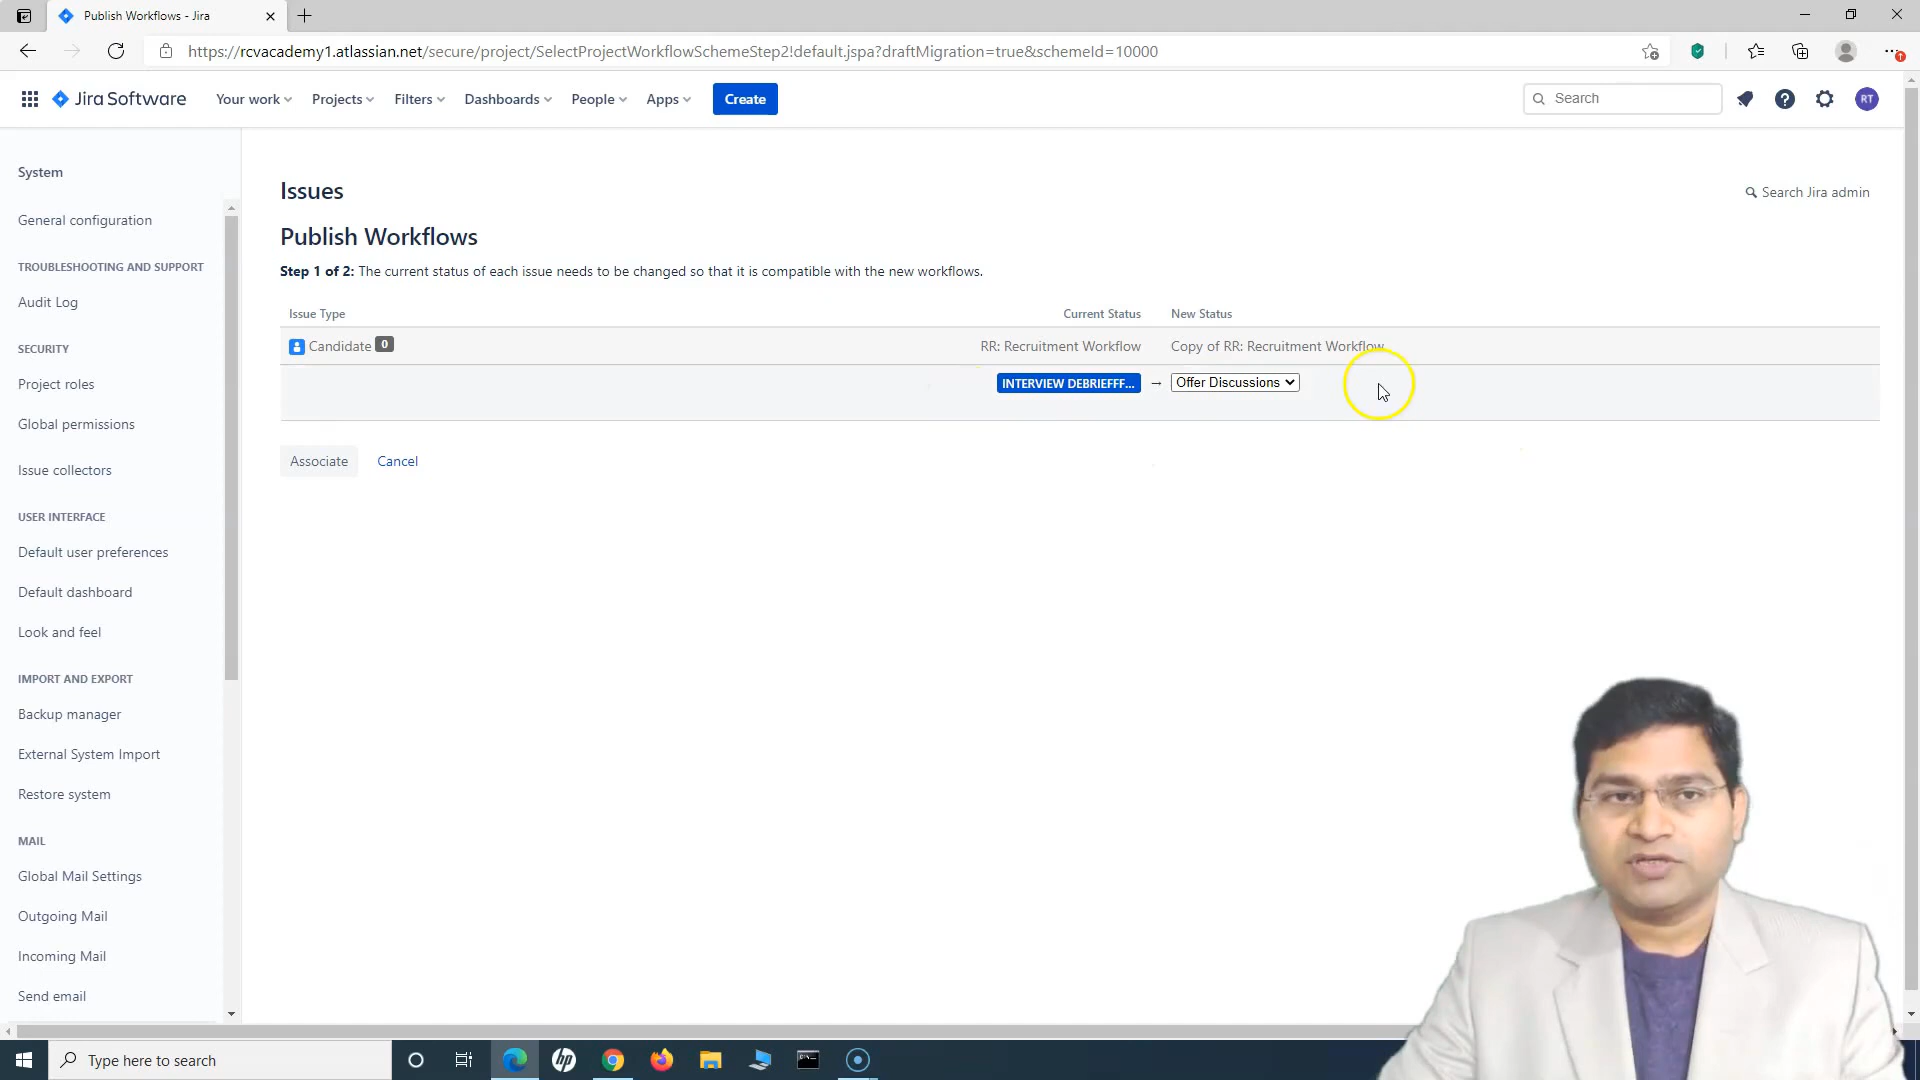 Publish Workflows - Jira
https://rcvacademy1.atlassian.net/secure/project/SelectProjectWorkflowSchemeStep2!default.jspa?draftMigration=true&schemeId=10000
Jira Software
Your work
Projects
Filters
Dashboards
People
Apps
Create
Search
RT
System
General configuration
TROUBLESHOOTING AND SUPPORT
Audit Log
SECURITY
Project roles
Global permissions
Issue collectors
USER INTERFACE
Default user preferences
Default dashboard
Look and feel
IMPORT AND EXPORT
Backup manager
External System Import
Restore system
MAIL
Global Mail Settings
Outgoing Mail
Incoming Mail
Send email
Issues
Search Jira admin
Publish Workflows
Step 1 of 2: The current status of each issue needs to be changed so that it is compatible with the new workflows.
Issue Type Current Status New Status
Candidate 0 RR: Recruitment Workflow Copy of RR: Recruitment Workflow
INTERVIEW DEBRIEFFF... → Offer Discussions
Associate Cancel
Type here to search
hp